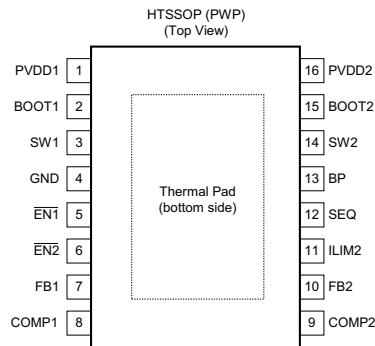 HTSSOP (PWP)
(Top View)
PVDD1 1 16 PVDD2
BOOT1 2 15 BOOT2
SW1 3 14 SW2
GND 4 13 BP
Thermal Pad
(bottom side)
E̅N̅1̅ 5 12 SEQ
E̅N̅2̅ 6 11 ILIM2
FB1 7 10 FB2
COMP1 8 9 COMP2